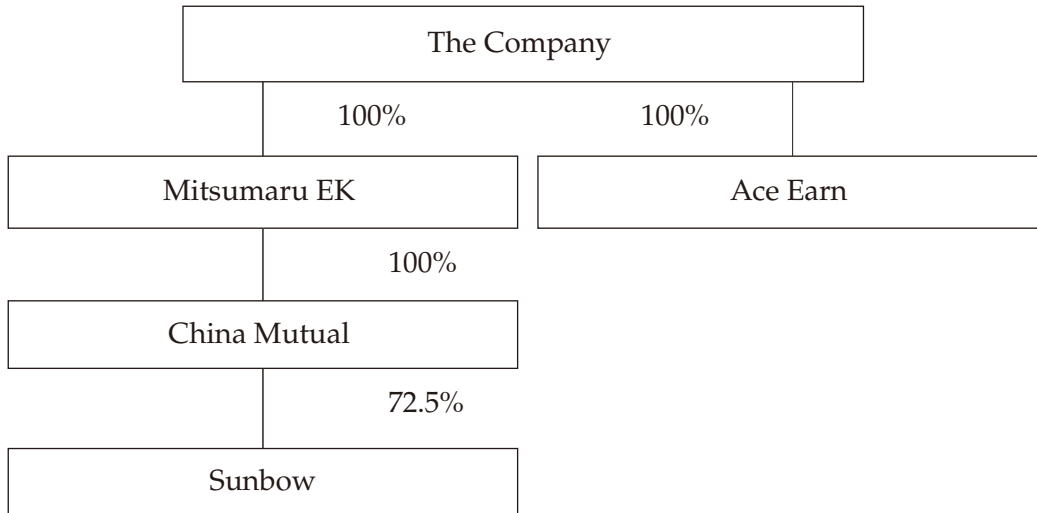 The Company
100%
100%
Mitsumaru EK
Ace Earn
100%
China Mutual
72.5%
Sunbow